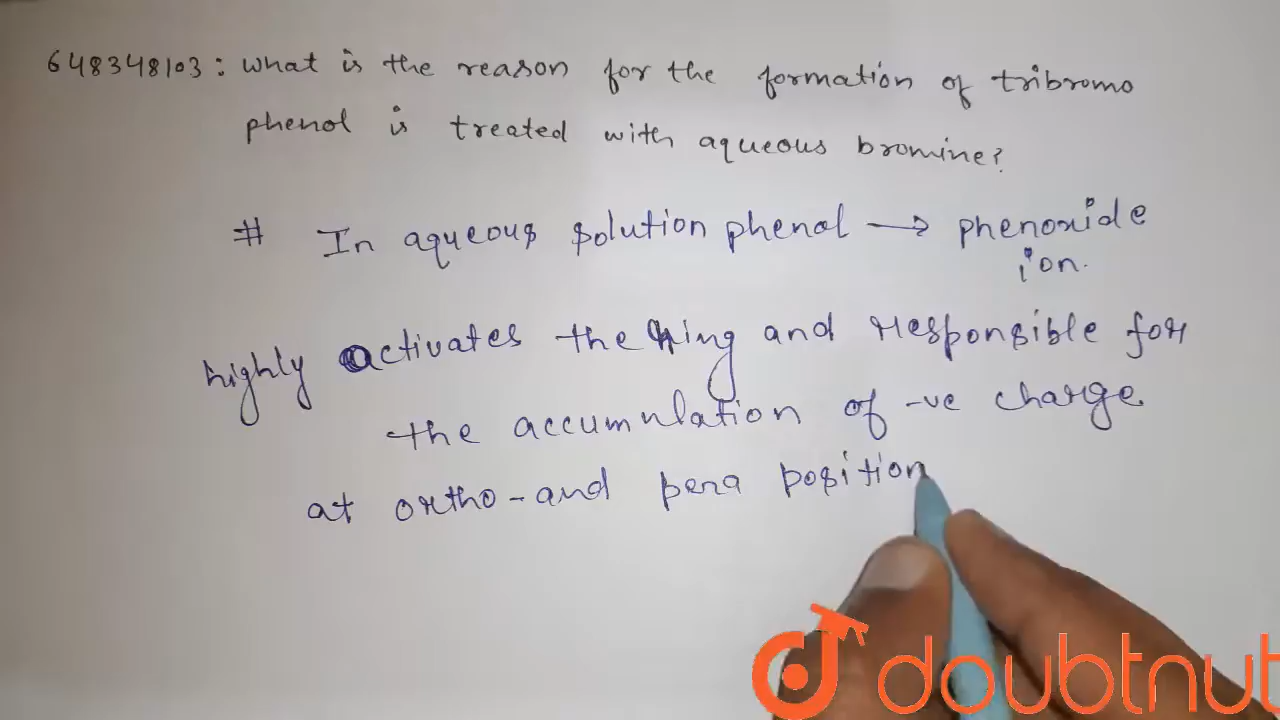 648348103: What is the reason for the formation of tribromo
phenol is treated with aqueous bromine?
# In aqueous solution phenol → phenoxide
ion.
highly activates the ring and responsible for
the accumulation of -ve charge
at ortho-and pera position
doubtnut